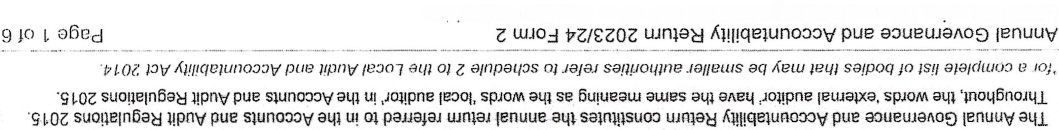 The Annual Governance and Accountability Return constitutes the annual return referred to in the Accounts and Audit Regulations 2015.
Throughout, the words 'external auditor' have the same meaning as the words 'local auditor' in the Accounts and Audit Regulations 2015.
*for a complete list of bodies that may be smaller authorities refer to schedule 2 to the Local Audit and Accountability Act 2014.
Annual Governance and Accountability Return 2023/24 Form 2
Page 1 of 6